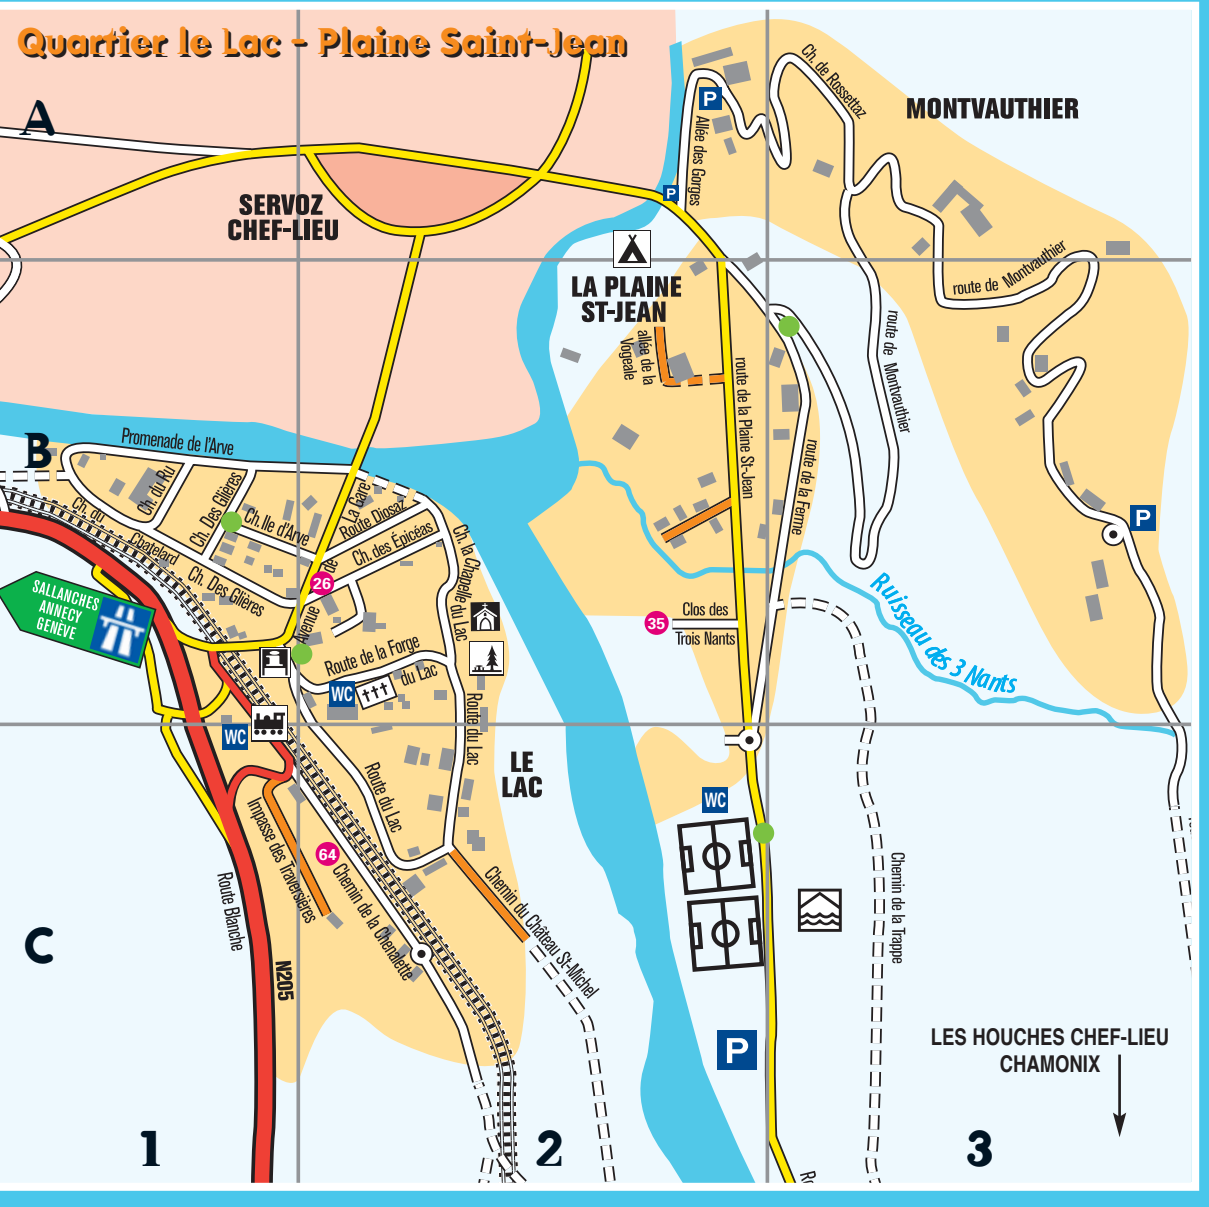 Quartier le Lac - Plaine Saint-Jean
A
MONTVAUTHIER
Ch. de Rossettaz
P
Allée des Gorges
P
SERVOZ
CHEF-LIEU
route de Montvauthier
LA PLAINE
ST-JEAN
allée de la
Vogeale
route de la Plaine St-Jean
route de Montvauthier
B
Promenade de l'Arve
Ch. du Ru
Ch. Des Glières
Ch. Ile d'Arve
Ch. du
Chatelard
Ch. Des Glières
Avenue de La Gare
Route Diosaz
Ch. des Épicéas
Ch. la Chapelle du Lac
route de la Ferme
P
26
SALLANCHES
ANNECY
GENÈVE
35
Clos des
Trois Nants
Ruisseau des 3 Nants
Route de la Forge
du Lac
WC
WC
Route du Lac
LE
LAC
Route du Lac
WC
Impasse des Traversières
64
Chemin de la Chenalette
Chemin du Château St-Michel
Route Blanche
N205
Chemin de la Trappe
C
P
LES HOUCHES CHEF-LIEU
CHAMONIX
1
2
3